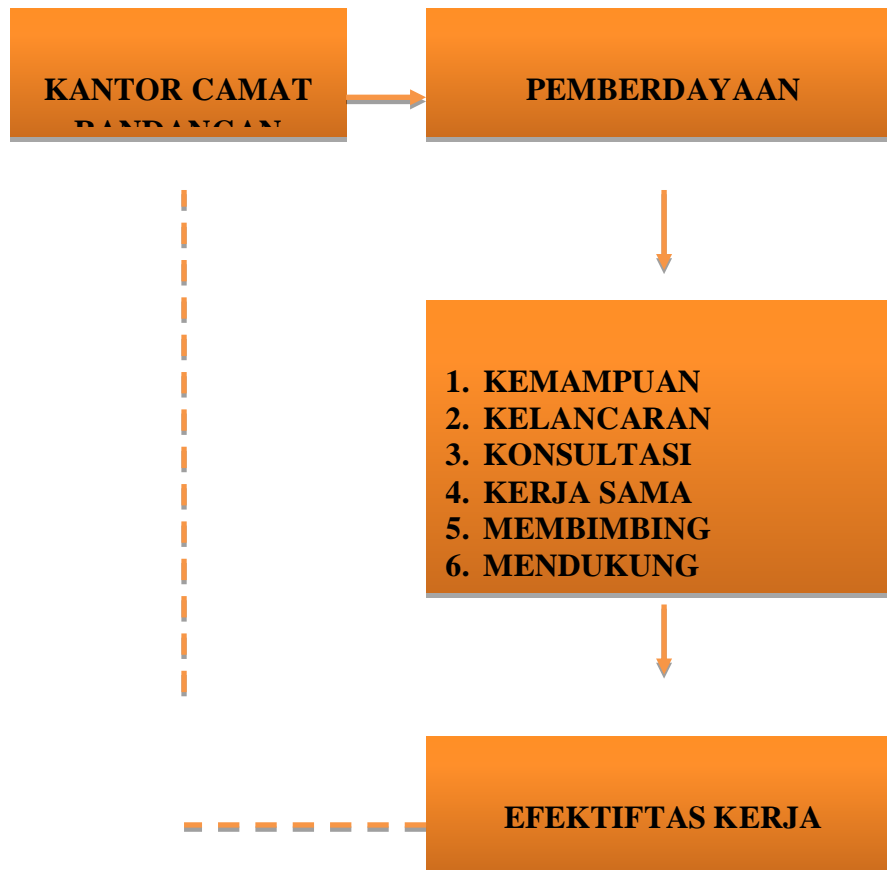 KANTOR CAMAT
PEMBERDAYAAN
1. KEMAMPUAN
2. KELANCARAN
3. KONSULTASI
4. KERJA SAMA
5. MEMBIMBING
6. MENDUKUNG
EFEKTIFTAS KERJA